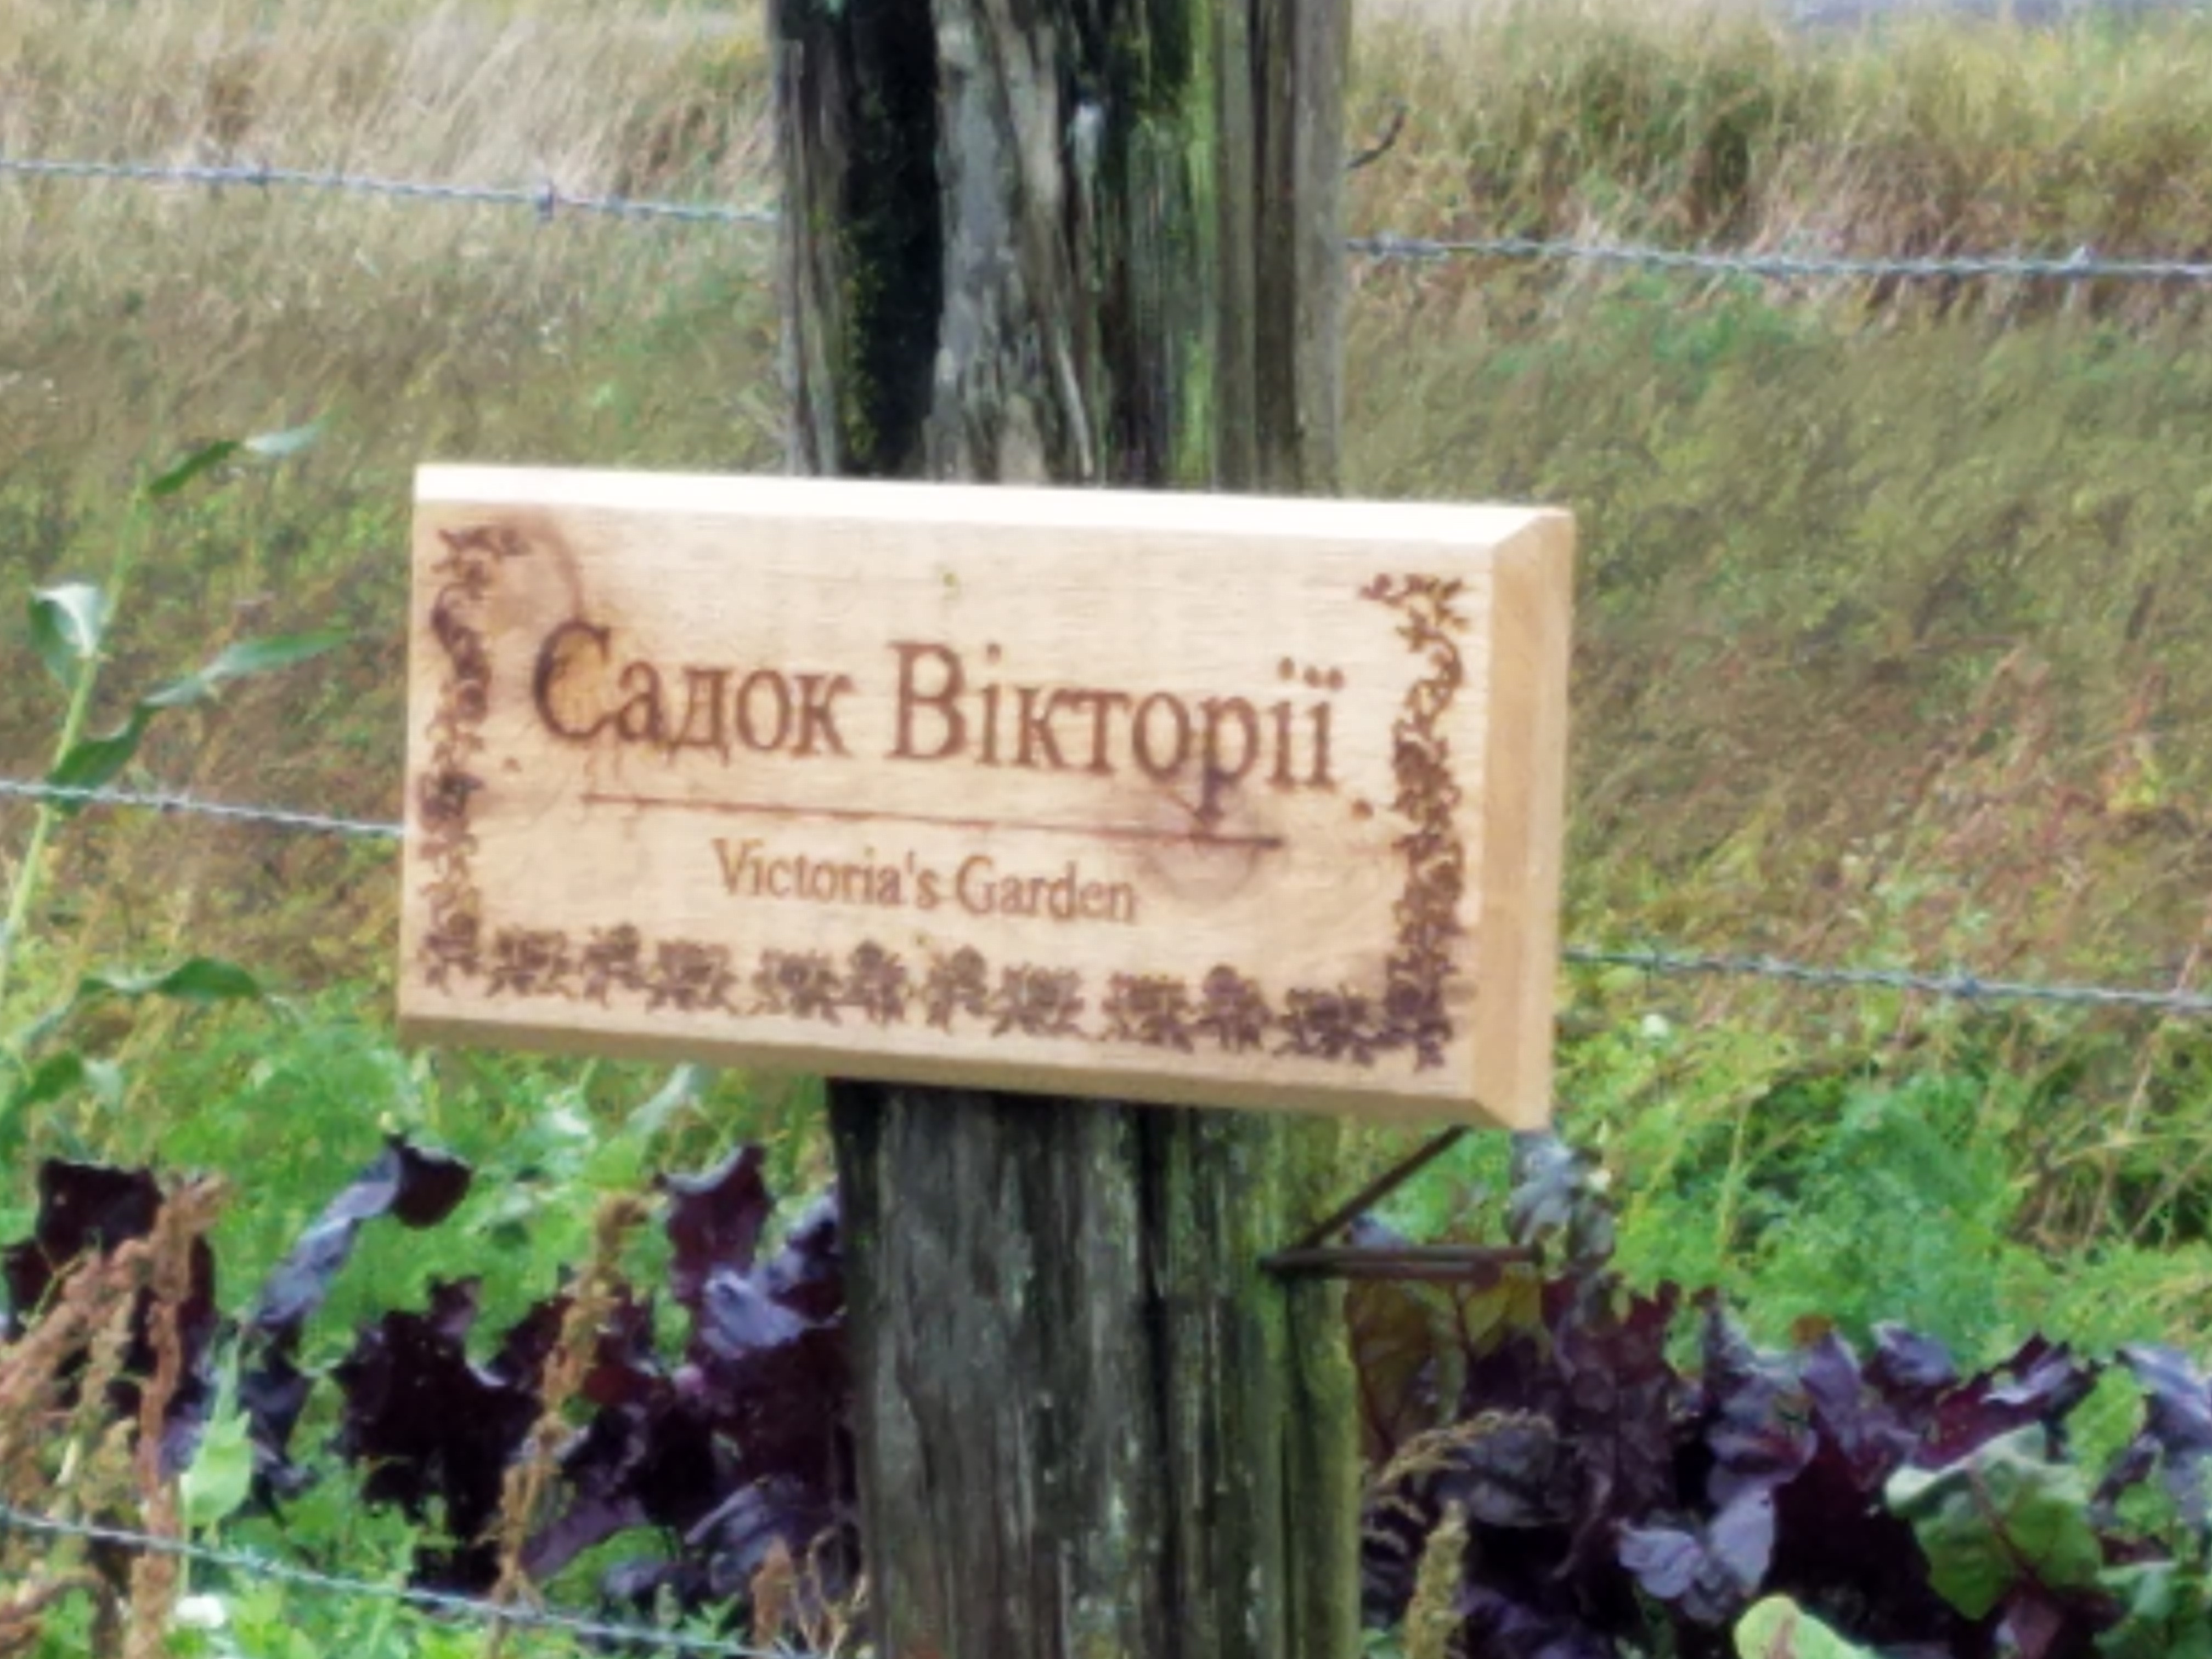 Садок Вікторії
Victoria's Garden